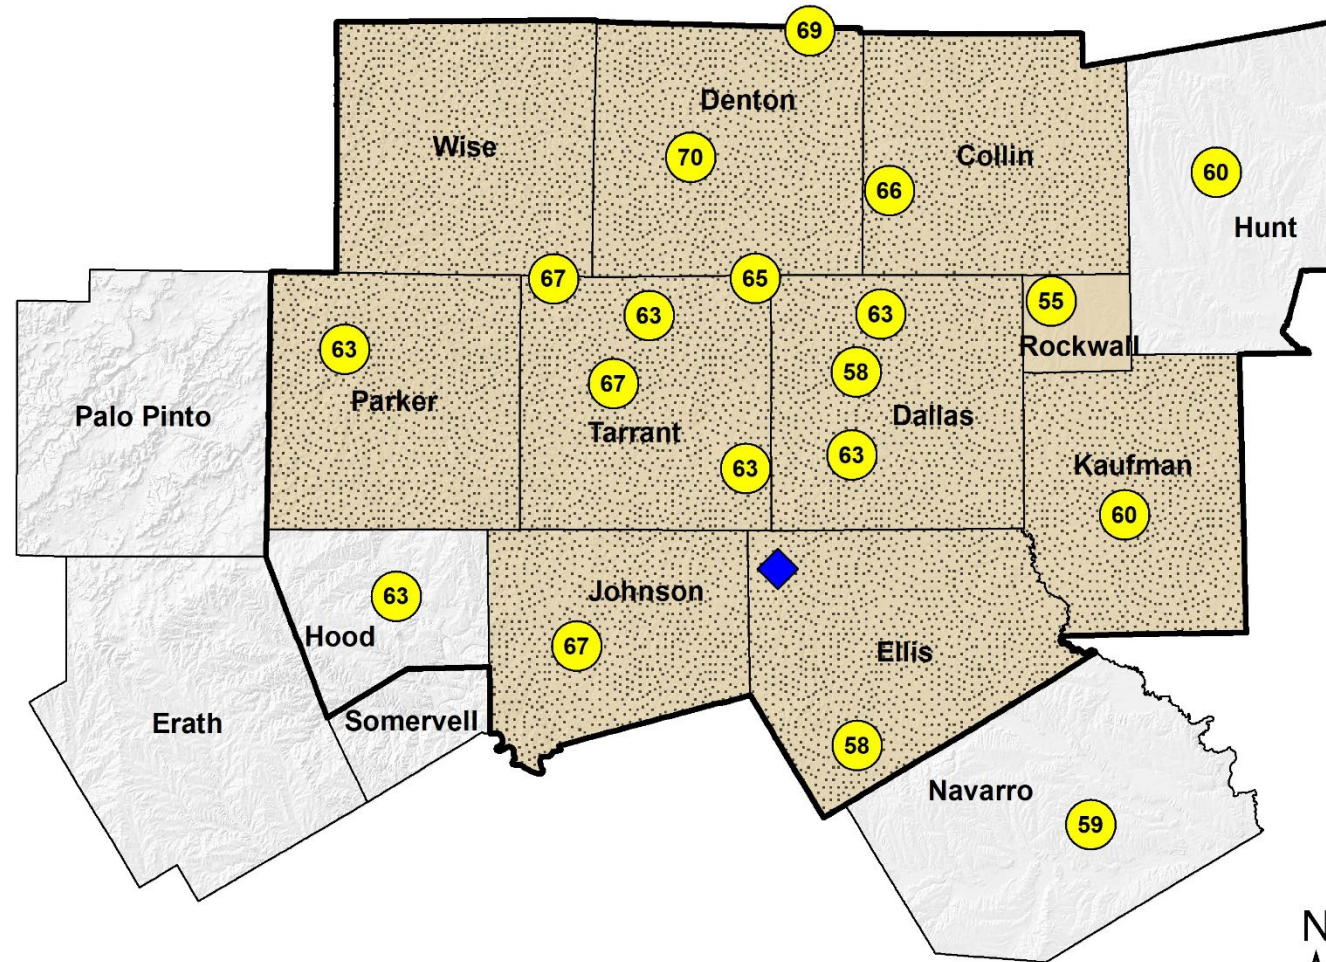 69
Denton
Wise
70
Collin
66
60
Hunt
67
65
55
63
63
Rockwall
63
58
Parker
67
Palo Pinto
Dallas
Tarrant
63
63
Kaufman
60
Johnson
63
Hood
67
Ellis
Erath
Somervell
58
Navarro
59
N